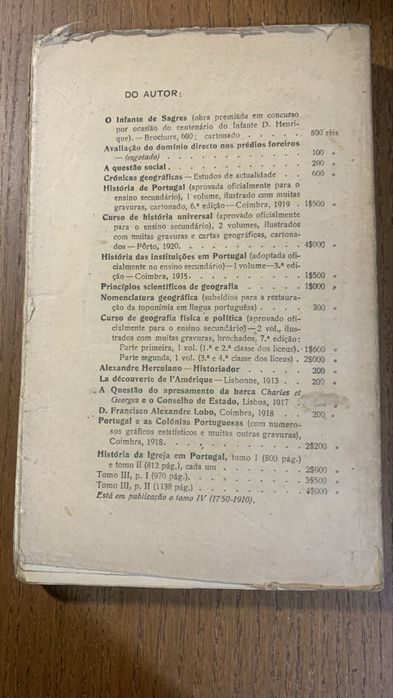 DO AUTOR:
O Infante de Sagres (obra premiada em concurso
por ocasião do centenário do Infante D. Henri-
que).—Brochura, 600; cartonado . . . . . 800 réis
Avaliação do domínio directo nos prédios foreiros
— (esgotado) . . . . . . . . . . . 100 »
A questão social . . . . . . . . . . . 200 »
Crónicas geográficas — Estudos de actualidade . . 600 »
História de Portugal (aprovada oficialmente para o
ensino secundário), 1 volume, ilustrado com muitas
gravuras, cartonado, 6.ª edição — Coimbra, 1919 . 1$500 »
Curso de história universal (aprovado oficialmente
para o ensino secundário), 2 volumes, ilustrados
com muitas gravuras e cartas geográficas, cartona-
dos — Pôrto, 1920. . . . . . . . . . 4$000 »
História das instituïções em Portugal (adoptada ofi-
cialmente no ensino secundário)—1 volume—3.ª edi-
ção — Coimbra, 1915. . . . . . . . . 1$500 »
Princípios scientíficos de geografia . . . . . 1$000 »
Nomenclatura geográfica (subsídios para a restaura-
ção da toponímia em língua portuguêsa) . . . 300 »
Curso de geografia física e política (aprovado ofi-
cialmente para o ensino secundário) — 2 vol., ilus-
trados com muitas gravuras, brochados, 7.ª edição:
Parte primeira, 1 vol. (1.ª e 2.ª classe dos liceus). 1$600 »
Parte segunda, 1 vol. (3.ª e 4.ª classe dos liceus) . 2$000 »
Alexandre Herculano — Historiador . . . . . 200 »
La découverte de l'Amérique — Lisbonne, 1913 . . 200 »
A Questão do apresamento da barca Charles et
Georges e o Conselho de Estado, Lisboa, 1917 .
D. Francisco Alexandre Lobo, Coimbra, 1918 . . 200 »
Portugal e as Colónias Portuguesas (com numero-
sos gráficos estatísticos e muitas outras gravuras),
Coimbra, 1918. . . . . . . . . . . 2$200 »
História da Igreja em Portugal, tomo I (800 pág.)
e tomo II (812 pág.), cada um . . . . . . 2$000 »
Tomo III, p. I (970 pág.). . . . . . . . . 3$500 »
Tomo III, p. II (1138 pág.) . . . . . . . . 4$000 »
Está em publicação o tomo IV (1750-1910).